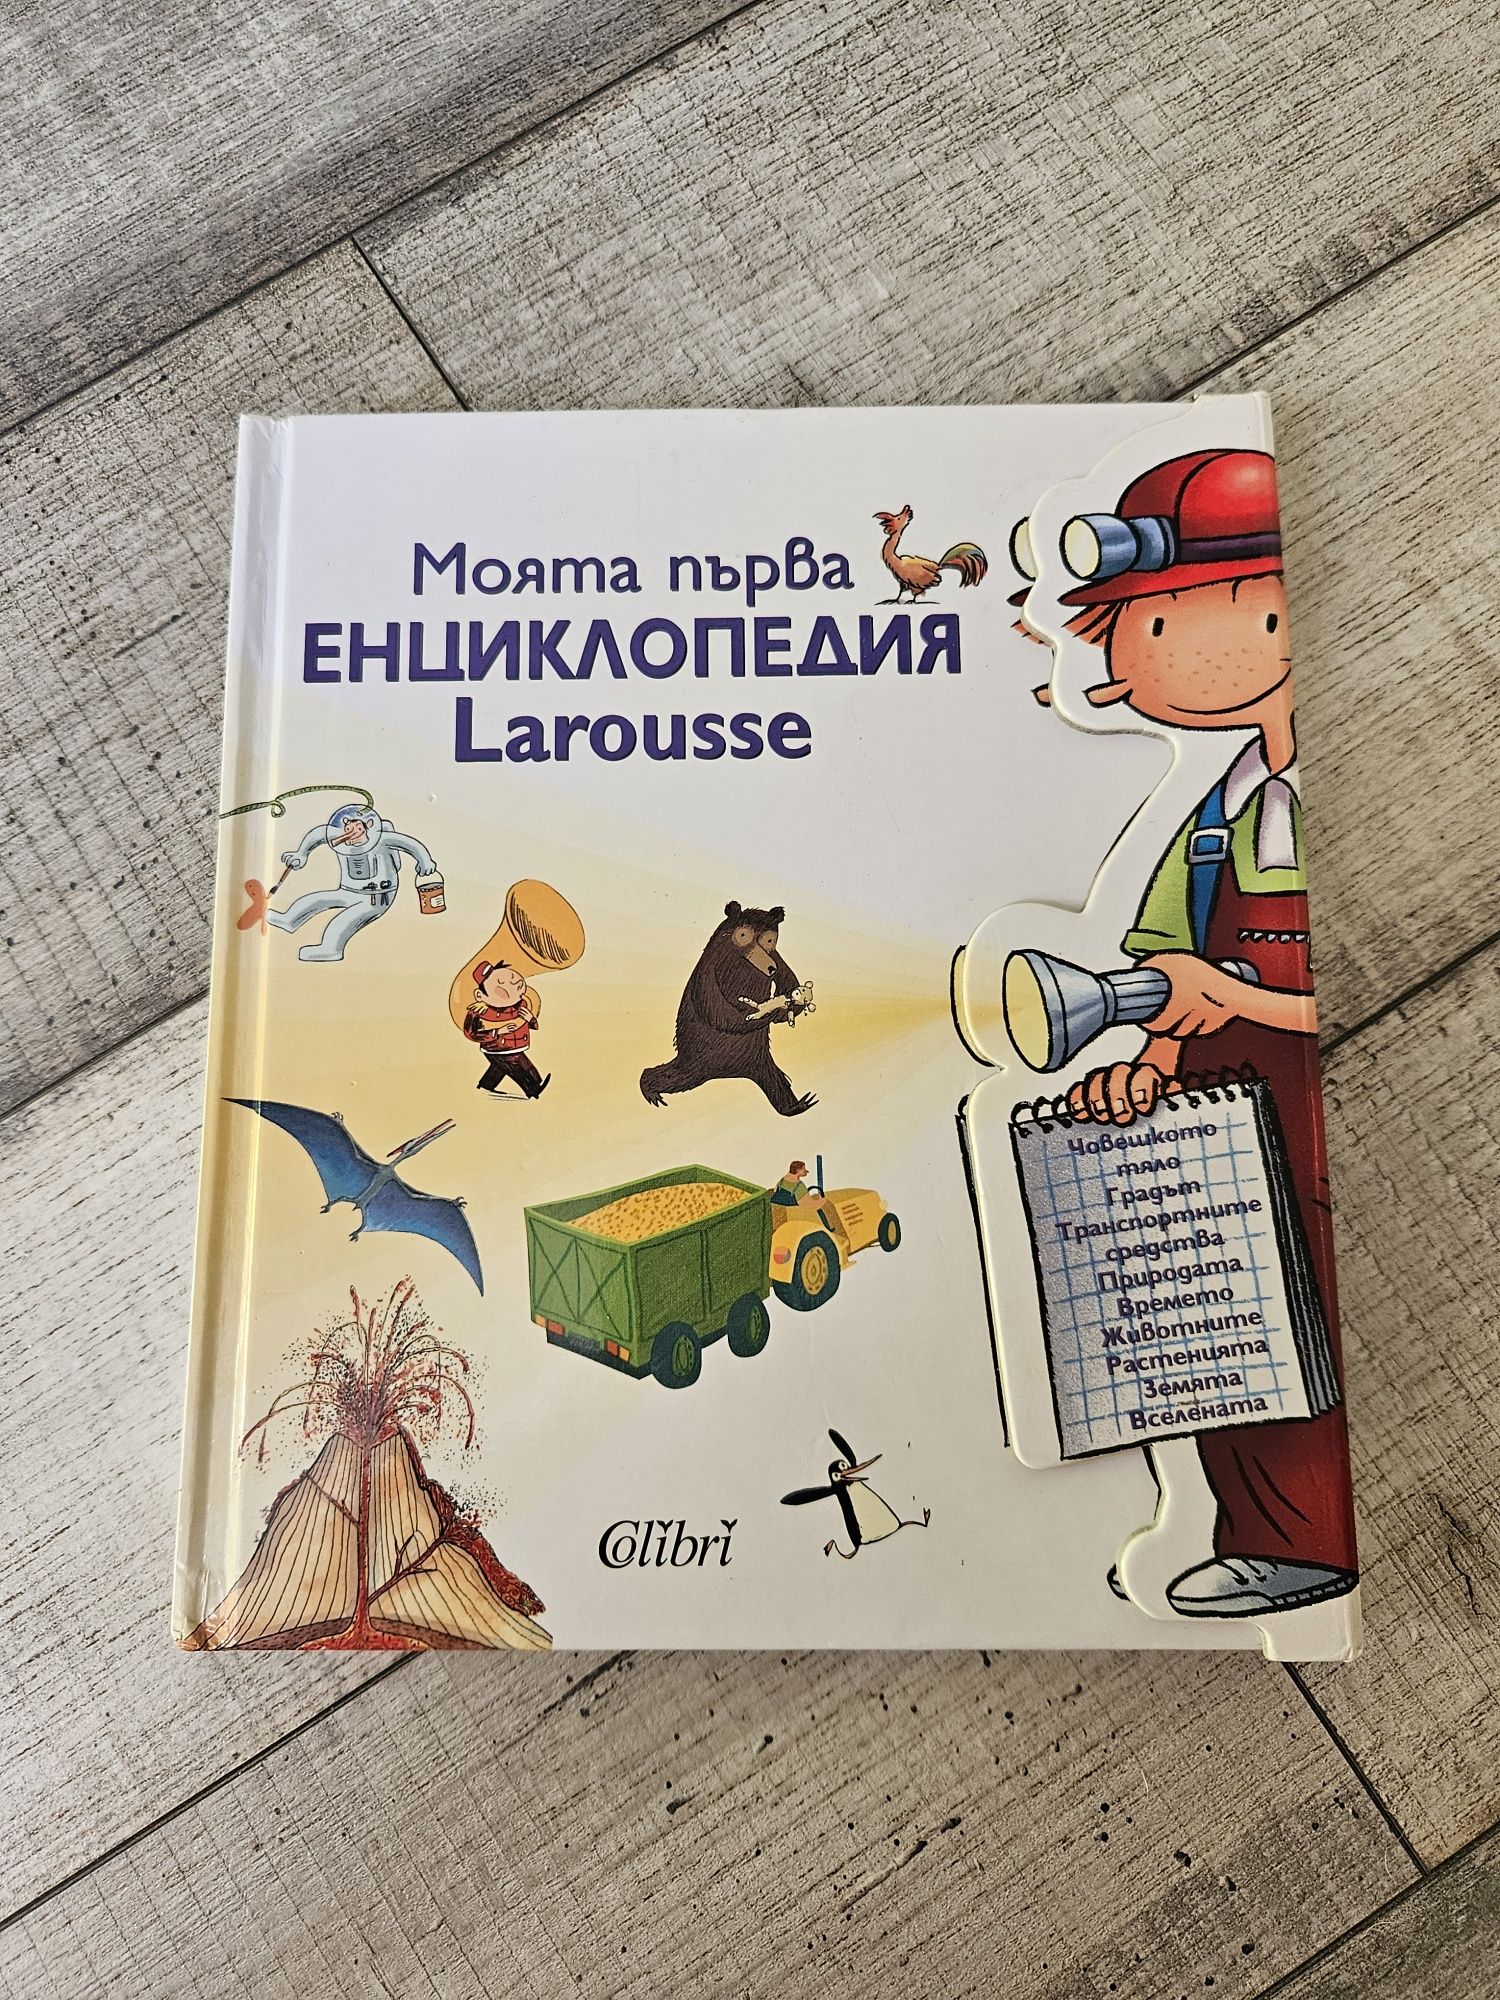 Моята първа
ЕНЦИКЛОПЕДИЯ
Larousse
Човешкото
тяло
Градът
Транспортните
средства
Природата
Времето
Животните
Растенията
Земята
Вселената
Colibri